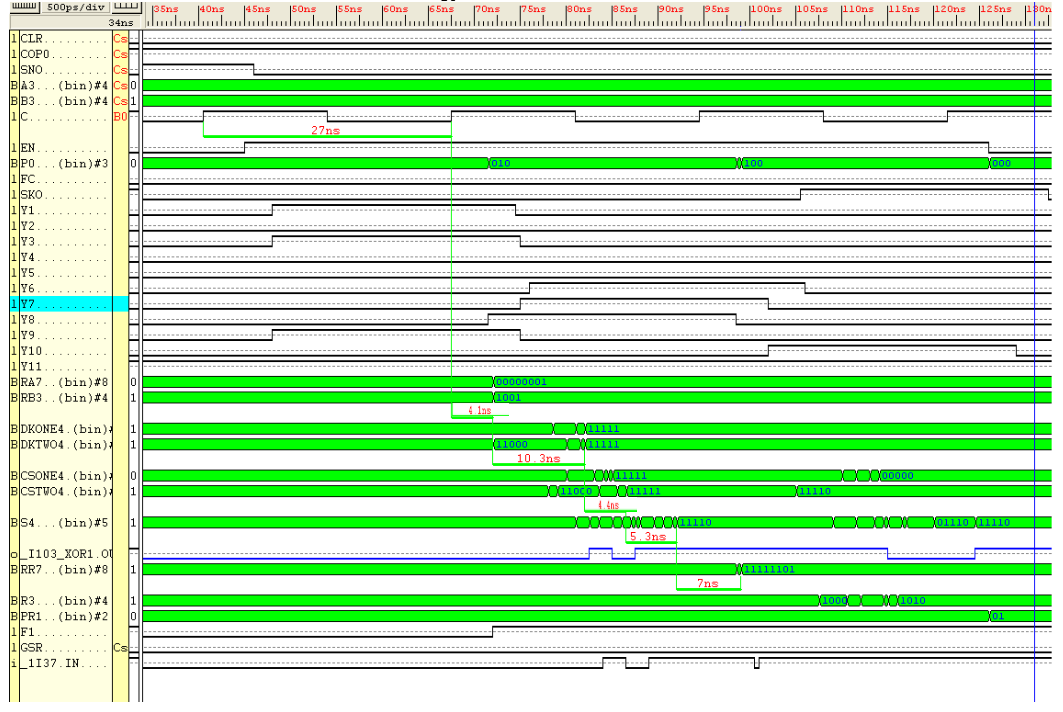 500ps/div
34ns
35ns 40ns 45ns 50ns 55ns 60ns 65ns 70ns 75ns 80ns 85ns 90ns 95ns 100ns 105ns 110ns 115ns 120ns 125ns 130n
1 CLR........ Cs
1 COP0....... Cs
1 SNO........ Cs
B A3...(bin)#4 Cs 0
B B3...(bin)#4 Cs 1
1 C.......... B0
27ns
1 EN.........
B P0...(bin)#3 0 010 100 000
1 FC.........
1 SKO........
1 Y1.........
1 Y2.........
1 Y3.........
1 Y4.........
1 Y5.........
1 Y6.........
1 Y7.........
1 Y8.........
1 Y9.........
1 Y10........
1 Y11........
B RA7..(bin)#8 0 00000001
B RB3..(bin)#4 1 1001
4.1ns
B DKONE4.(bin) 1 11111
B DKTWO4.(bin) 1 11000 11111
10.3ns
B CSONE4.(bin) 0 11111 00000
B CSTWO4.(bin) 1 11000 11111 11110
4.4ns
B S4...(bin)#5 1 11110 01110 11110
5.3ns
o _I103_XOR1.OU
B RR7..(bin)#8 1 11111101
7ns
B R3...(bin)#4 1 1000 1010
B PR1..(bin)#2 0 01
1 F1.........
1 GSR........ Cs
i _1I37.IN....